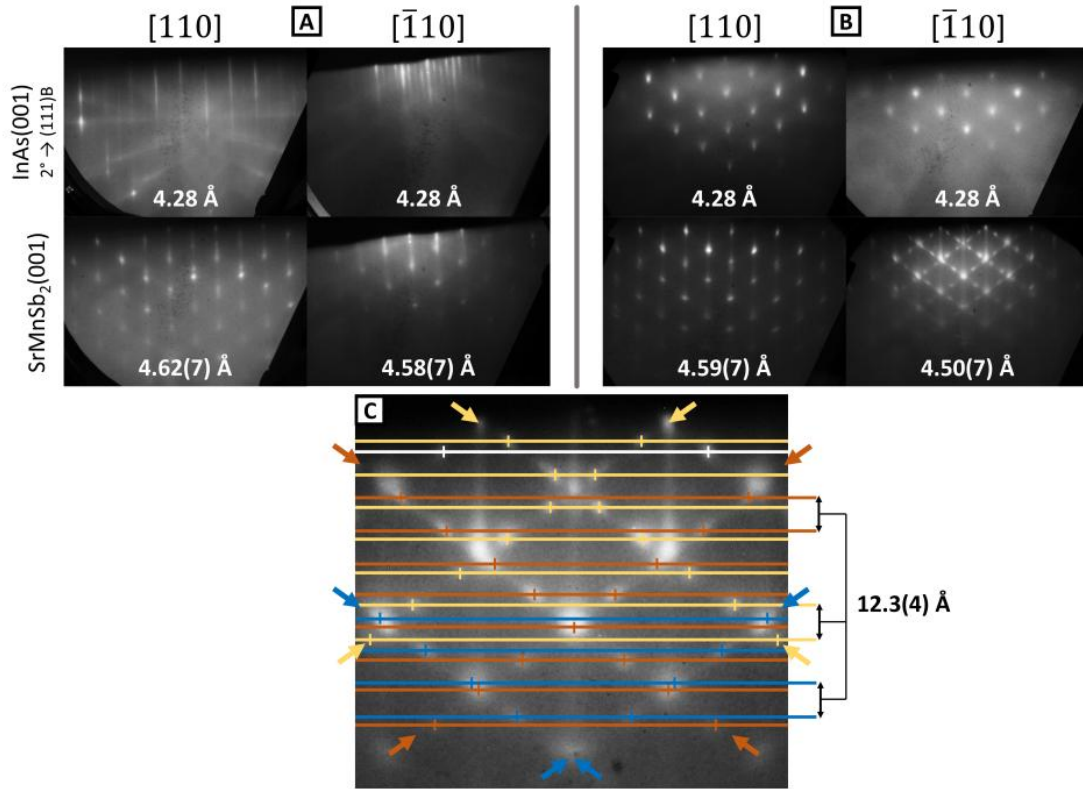 [110] A [1̅10] [110] B [1̅10]
InAs(001)
2° → (111)B
4.28 Å 4.28 Å 4.28 Å 4.28 Å
SrMnSb₂(001)
4.62(7) Å 4.58(7) Å 4.59(7) Å 4.50(7) Å
C
12.3(4) Å